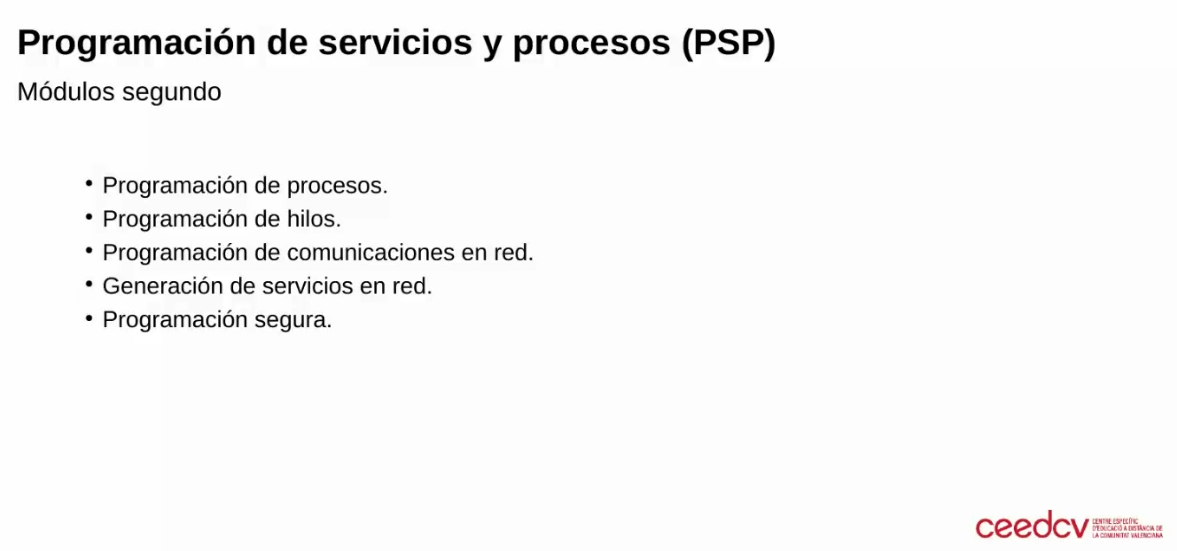 Programación de servicios y procesos (PSP)
Módulos segundo
• Programación de procesos.
• Programación de hilos.
• Programación de comunicaciones en red.
• Generación de servicios en red.
• Programación segura.
ceedcv
CENTRE ESPECÍFIC
D'EDUCACIÓ A DISTÀNCIA DE
LA COMUNITAT VALENCIANA